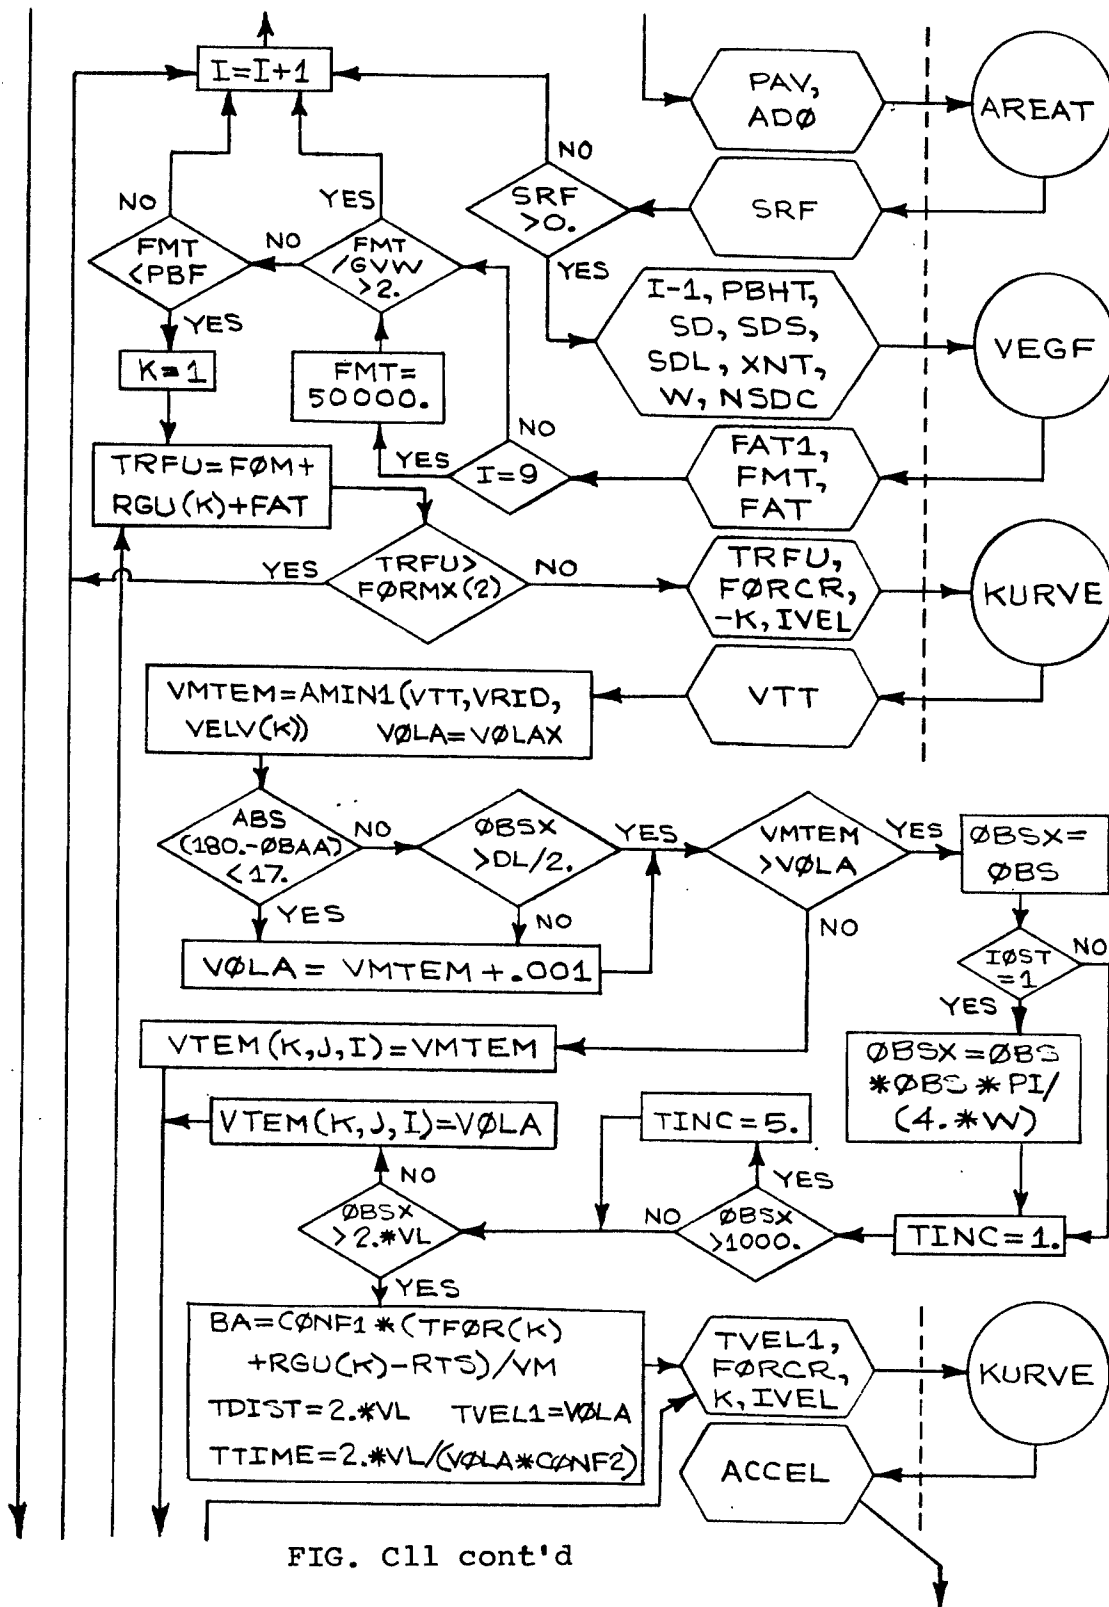 I=I+1
PAV,
ADØ
AREAT
NO
SRF
>0.
SRF
YES
NO
YES
FMT
<PBF
NO
FMT
/GVW
>2.
YES
I-1, PBHT,
SD, SDS,
SDL, XNT,
W, NSDC
VEGF
K=1
FMT=
50000.
NO
YES
I=9
FAT1,
FMT,
FAT
TRFU=FØM+
RGU(K)+FAT
YES
TRFU>
FØRMX(2)
NO
TRFU,
FØRCR,
-K, IVEL
KURVE
VMTEM=AMIN1(VTT,VRID,
VELV(K)) VØLA=VØLAX
VTT
ABS
(180.-ØBAA)
<17.
NO
ØBSX
>DL/2.
YES
VMTEM
>VØLA
YES
ØBSX=
ØBS
YES
NO
NO
VØLA= VMTEM+.001
IØST
=1
NO
YES
VTEM(K,J,I)=VMTEM
ØBSX=ØBS
*ØBS*PI/
(4.*W)
VTEM(K,J,I)=VØLA
TINC=5.
NO
YES
ØBSX
>2.*VL
NO
ØBSX
>1000.
TINC=1.
YES
BA=CØNF1*(TFØR(K)
+RGU(K)-RTS)/VM
TDIST=2.*VL TVEL1=VØLA
TTIME=2.*VL/(VØLA*CØNF2)
TVEL1,
FØRCR,
K, IVEL
KURVE
ACCEL
FIG. C11 cont'd